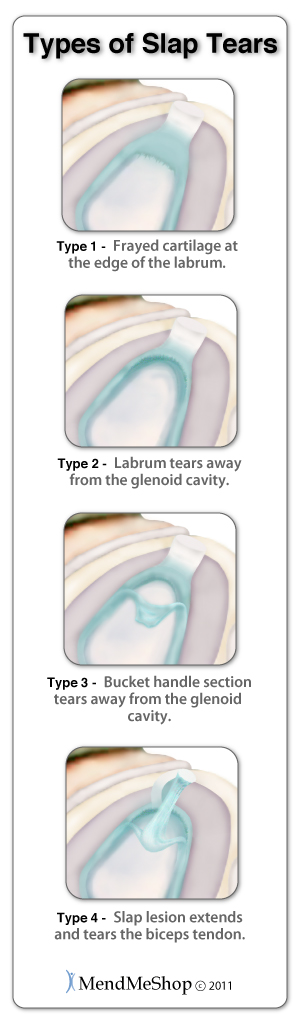 Types of Slap Tears
Type 1 - Frayed cartilage at
the edge of the labrum.
Type 2 - Labrum tears away
from the glenoid cavity.
Type 3 - Bucket handle section
tears away from the glenoid
cavity.
Type 4 - Slap lesion extends
and tears the biceps tendon.
MendMeShop © 2011